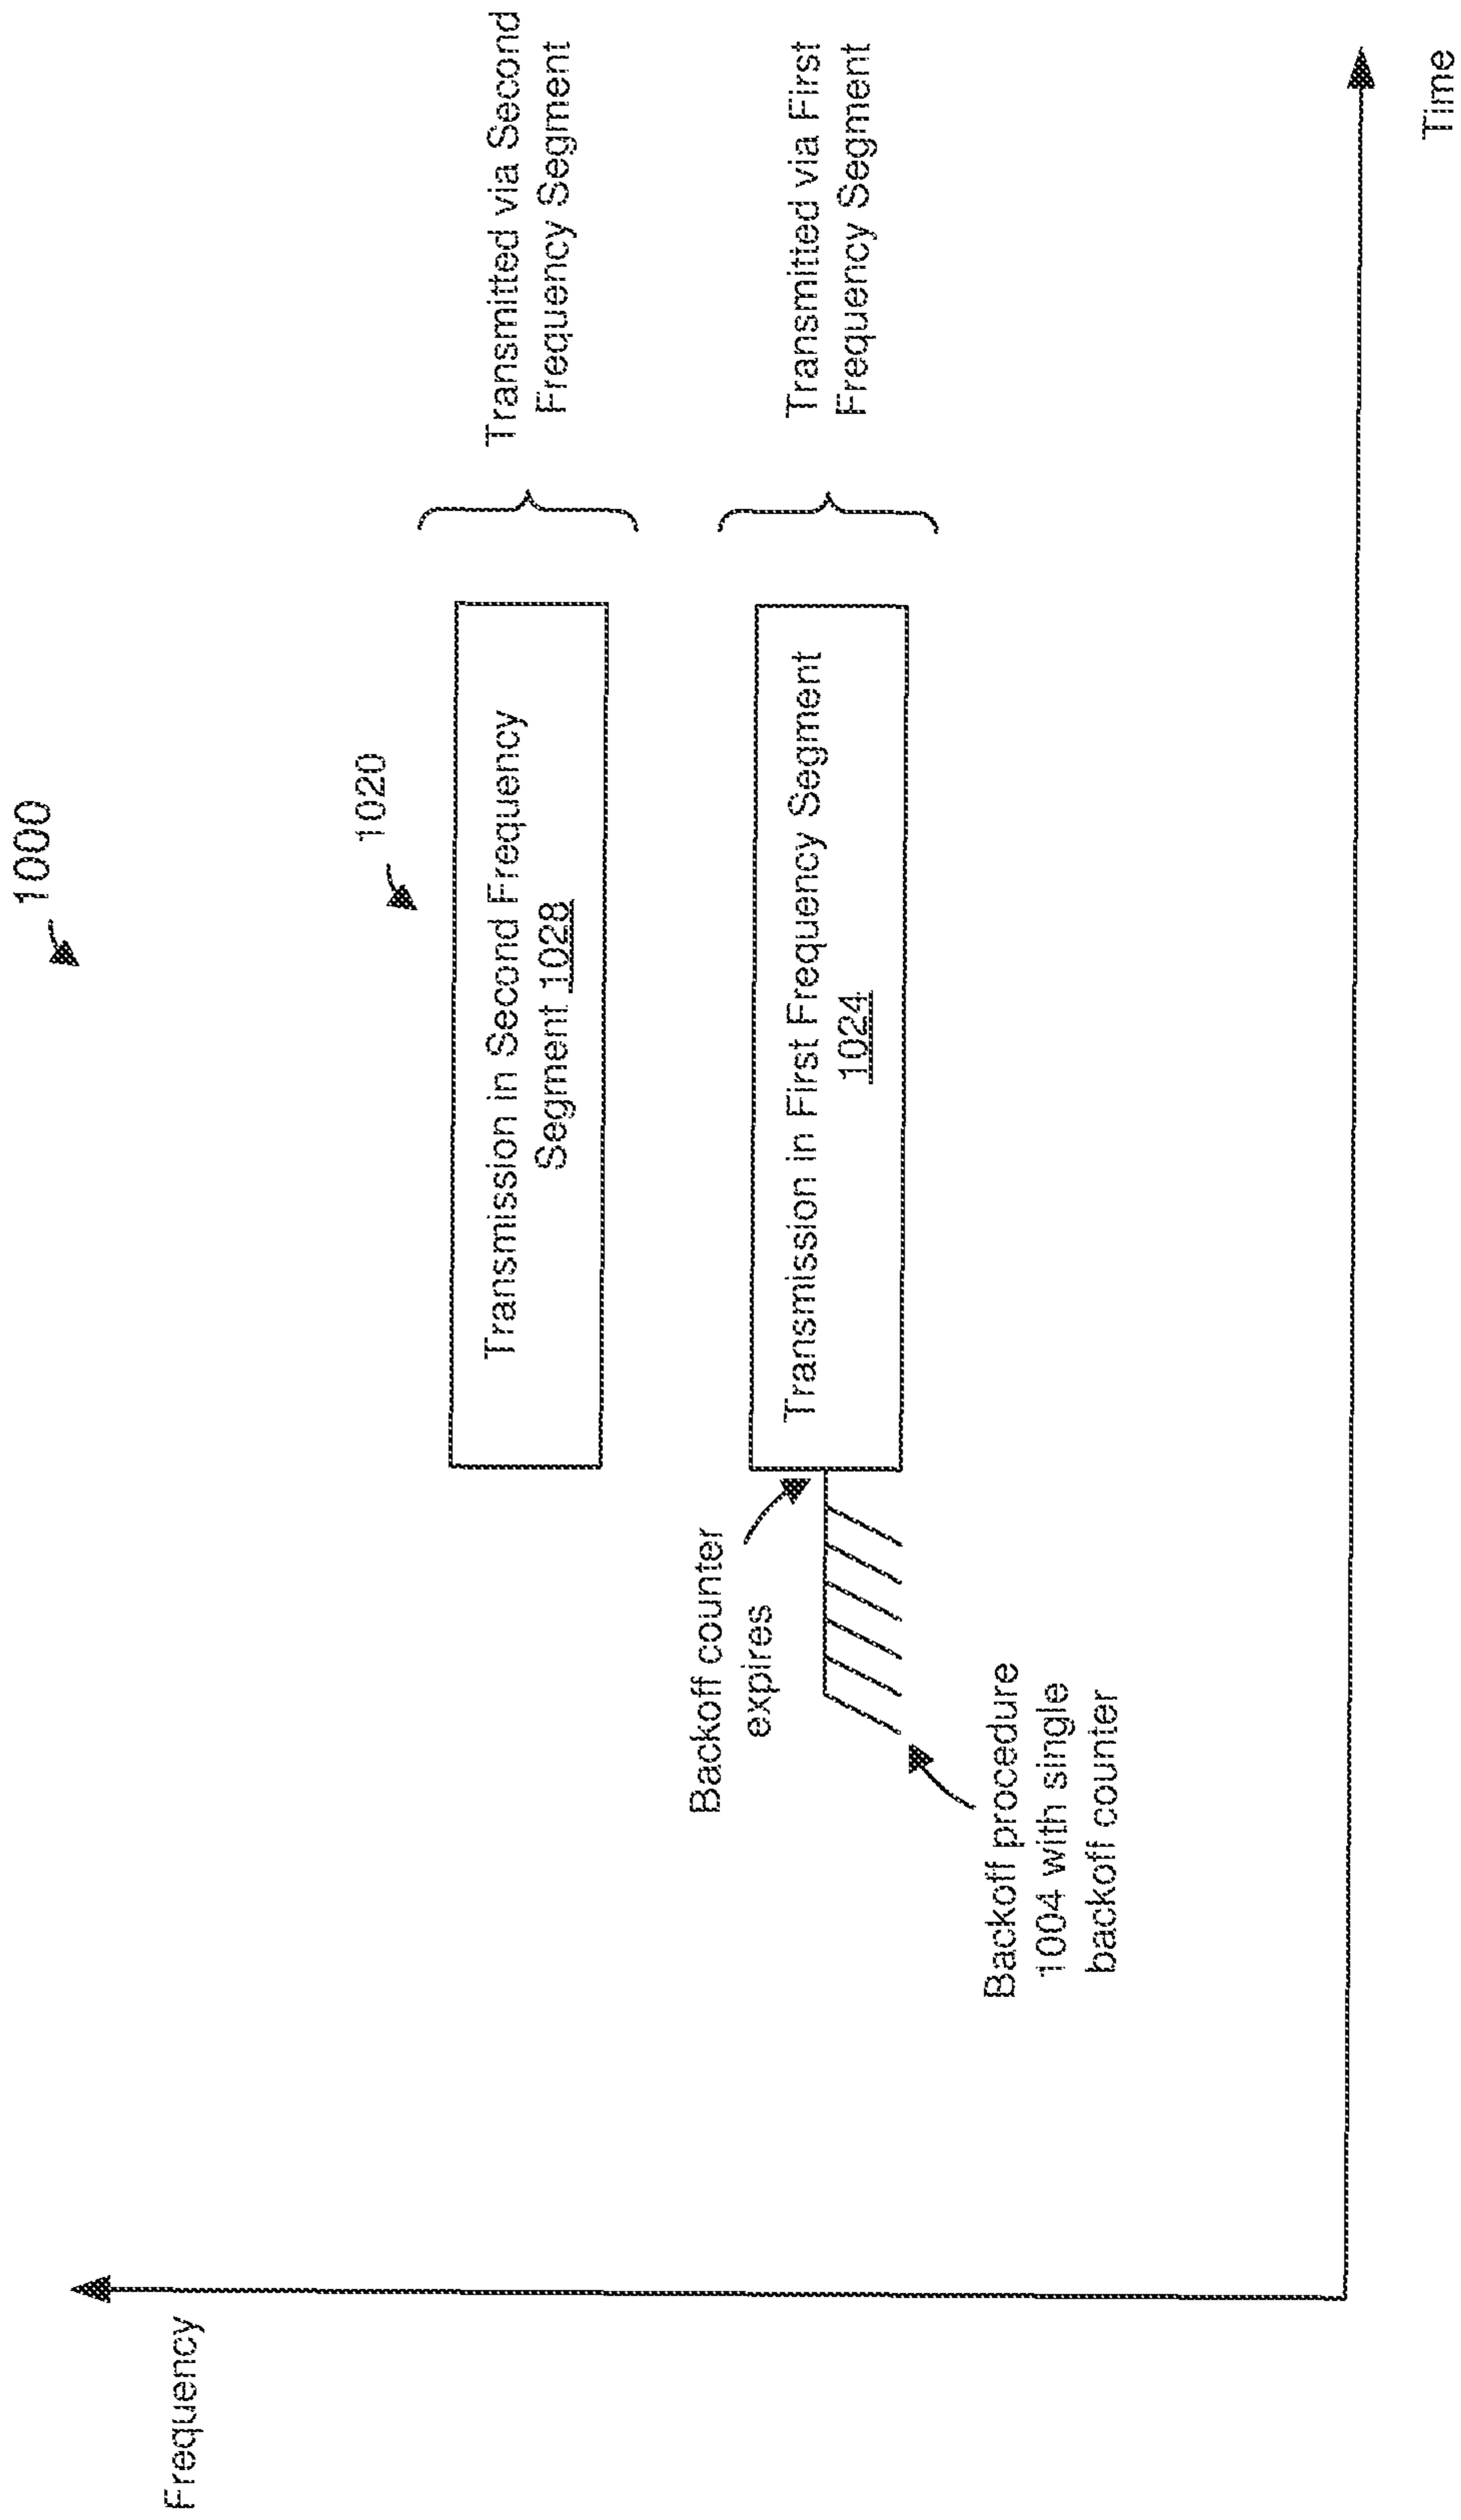 1000
Frequency
1020
Transmission in Second Frequency
Segment 1028
Transmitted via Second
Frequency Segment
Backoff counter
expires
Transmission in First Frequency Segment
1024
Transmitted via First
Frequency Segment
Backoff procedure
1004 with single
backoff counter
Time